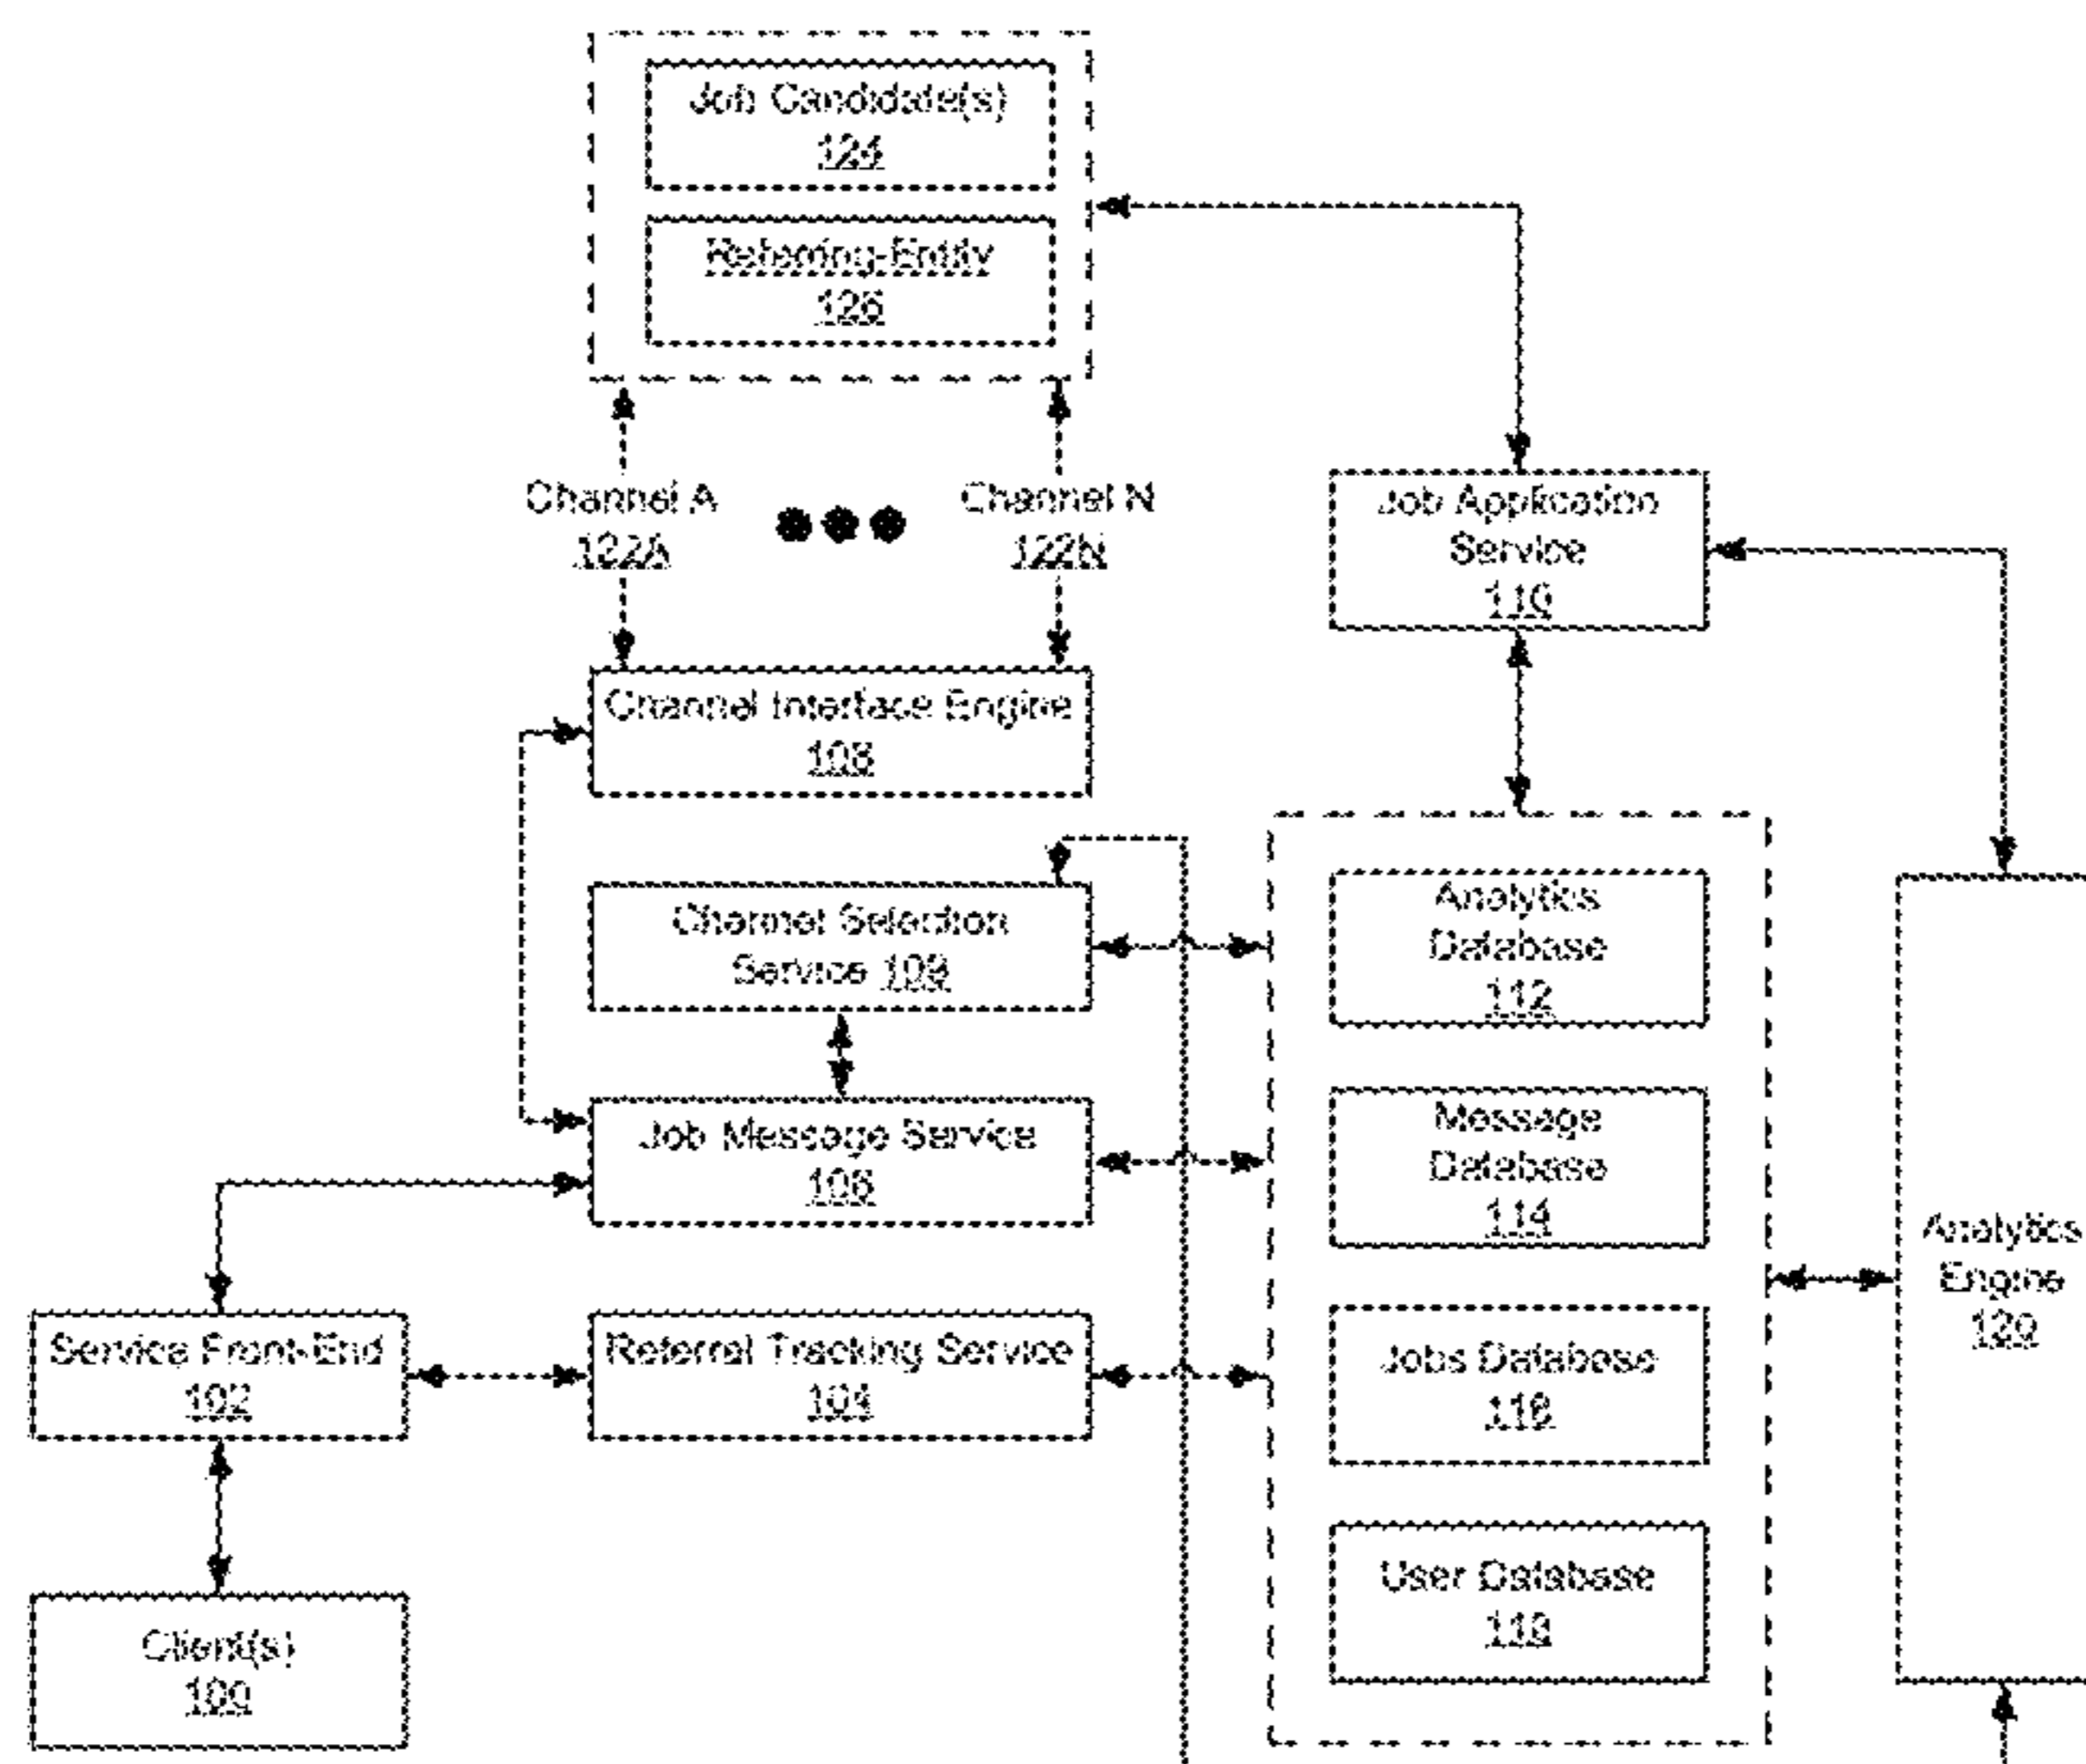 Job Candidate(s)
124
Referring-Entity
126
Channel A
122A
Channel N
122N
Job Application
Service
110
Channel Interface Engine
108
Channel Selection
Service 109
Analytics
Database
112
Job Message Service
106
Message
Database
114
Analytics
Engine
120
Service Front-End
102
Referral Tracking Service
104
Jobs Database
116
User Database
118
Client(s)
100